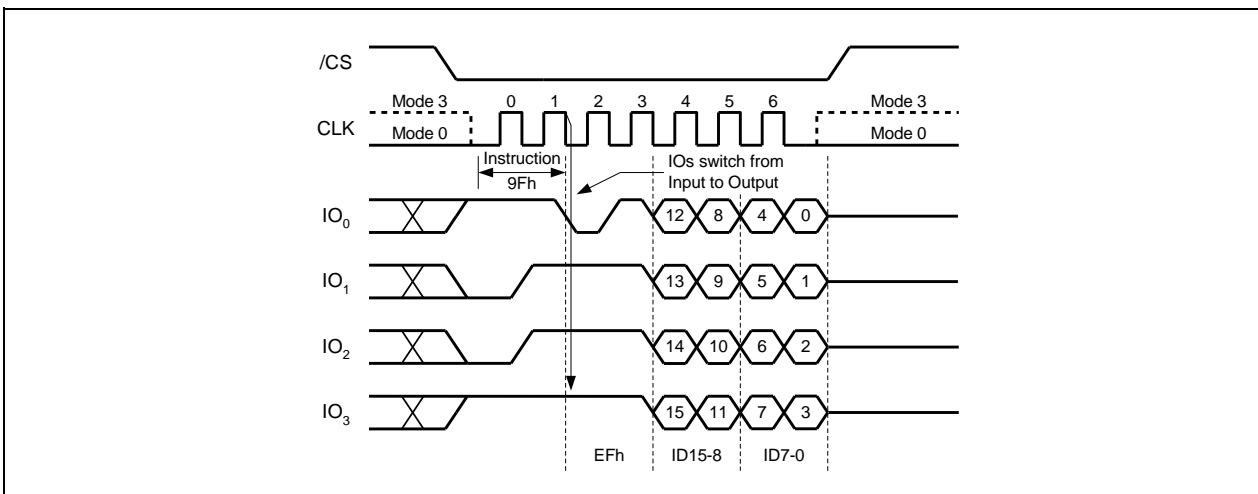 /CS
Mode 3 0 1 2 3 4 5 6 Mode 3
CLK
Mode 0 Mode 0
Instruction IOs switch from
9Fh Input to Output
IO0 12 8 4 0
IO1 13 9 5 1
IO2 14 10 6 2
IO3 15 11 7 3
EFh ID15-8 ID7-0